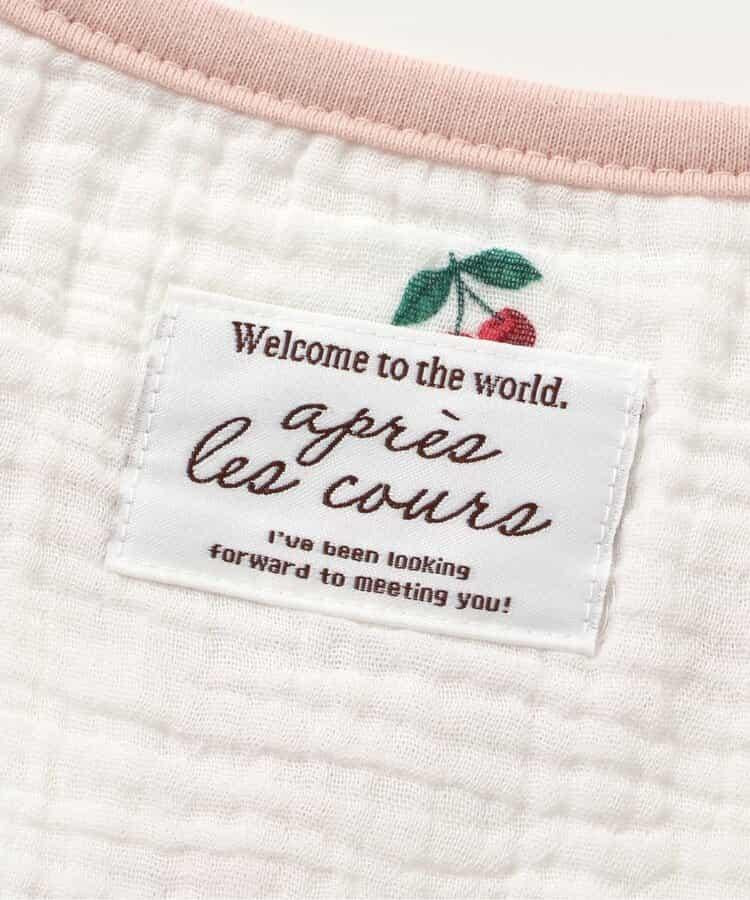 Welcome to the world.
après
les cours
I've been looking
forward to meeting you!